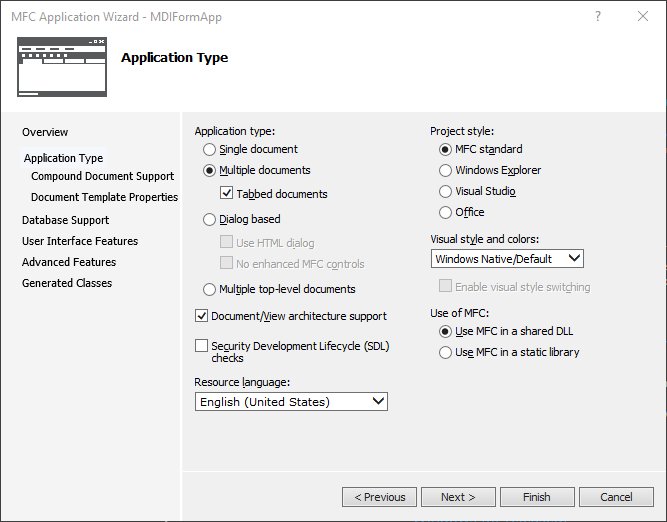 MFC Application Wizard - MDIFormApp
Application Type
Overview
Application Type
Compound Document Support
Document Template Properties
Database Support
User Interface Features
Advanced Features
Generated Classes
Application type:
Single document
Multiple documents
Tabbed documents
Dialog based
Use HTML dialog
No enhanced MFC controls
Multiple top-level documents
Document/View architecture support
Security Development Lifecycle (SDL)
checks
Resource language:
English (United States)
Project style:
MFC standard
Windows Explorer
Visual Studio
Office
Visual style and colors:
Windows Native/Default
Enable visual style switching
Use of MFC:
Use MFC in a shared DLL
Use MFC in a static library
< Previous
Next >
Finish
Cancel